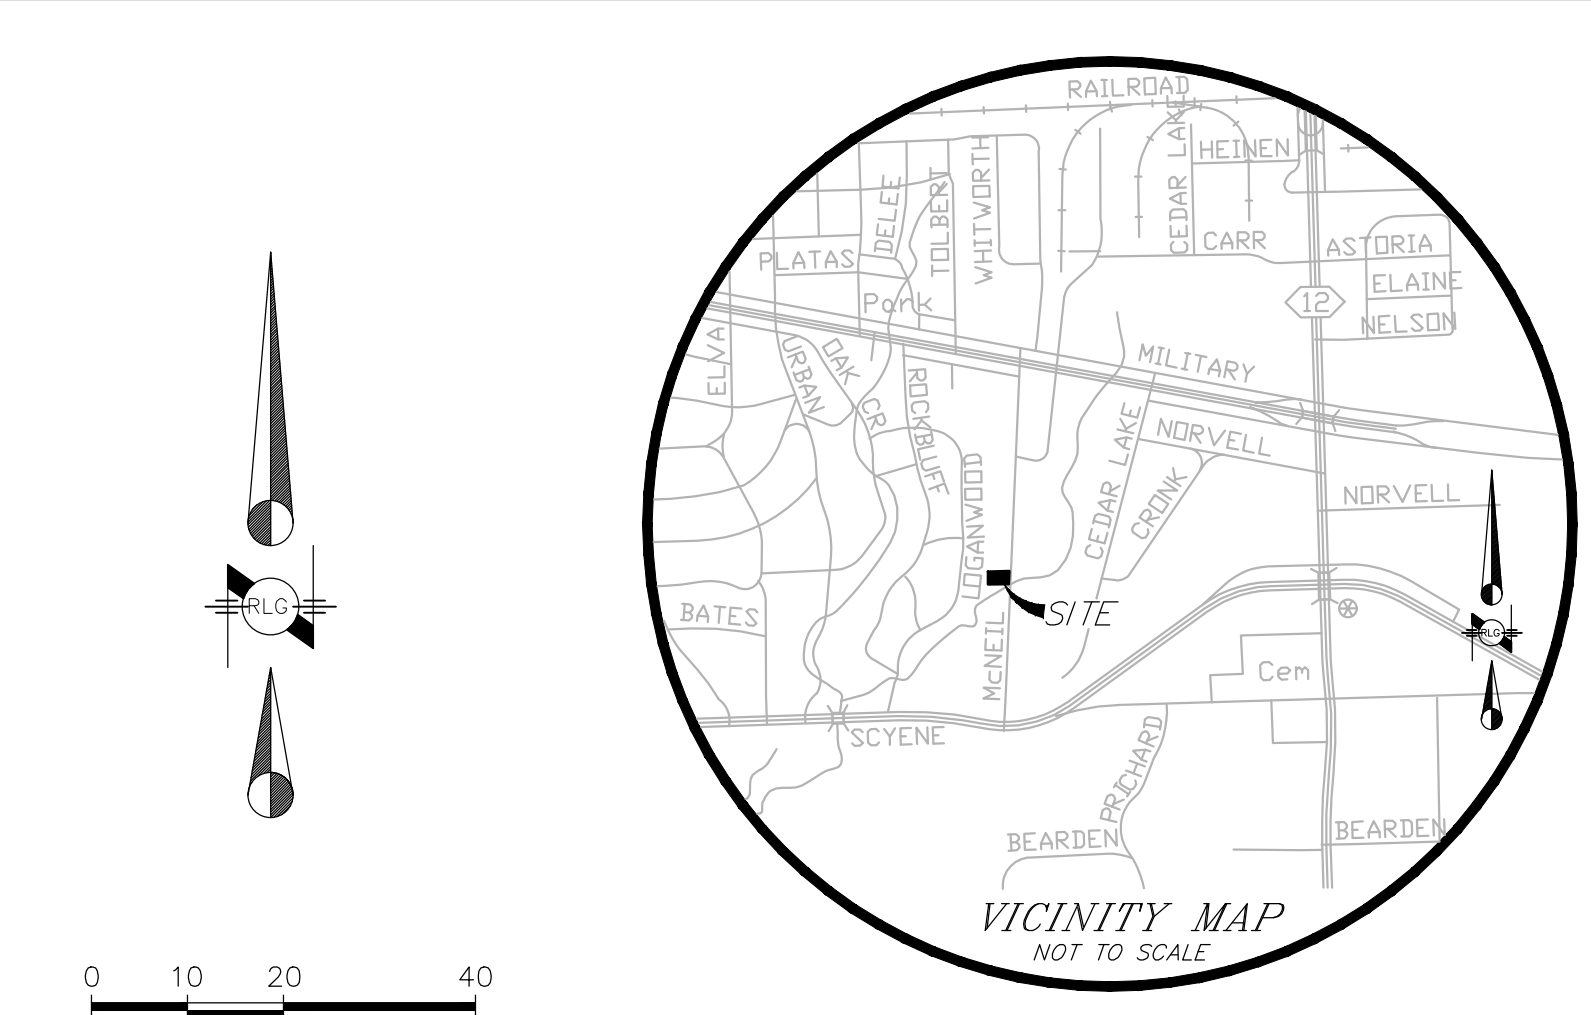 RAILROAD
CEDAR LAKE
HEINEN
WHITWORTH
TOLBERT
DELEE
PLATAS
CARR
ASTORIA
ELAINE
NELSON
12
Park
ELVA
URBAN
OAK
CR
ROCKBLUFF
MILITARY
NORVELL
CEDAR LAKE
CRONK
LOGANWOOD
NORVELL
RLG
BATES
SITE
RLG
McNEIL
Cem
SCYENE
PRICHARD
BEARDEN
BEARDEN
VICINITY MAP
NOT TO SCALE
0 10 20 40